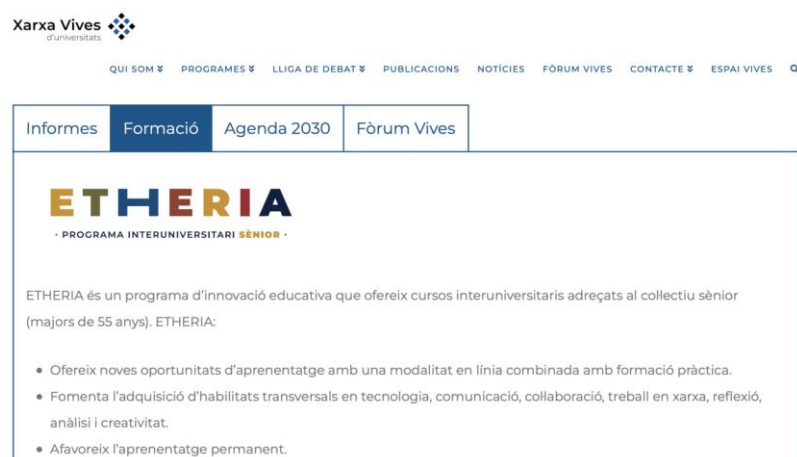 Xarxa Vives
d'universitats
QUI SOM PROGRAMES LLIGA DE DEBAT PUBLICACIONS NOTÍCIES FÒRUM VIVES CONTACTE ESPAI VIVES
Informes Formació Agenda 2030 Fòrum Vives
ETHERIA
· PROGRAMA INTERUNIVERSITARI SÈNIOR ·
ETHERIA és un programa d'innovació educativa que ofereix cursos interuniversitaris adreçats al col·lectiu sènior
(majors de 55 anys). ETHERIA:
• Ofereix noves oportunitats d'aprenentatge amb una modalitat en línia combinada amb formació pràctica.
• Fomenta l'adquisició d'habilitats transversals en tecnologia, comunicació, col·laboració, treball en xarxa, reflexió,
anàlisi i creativitat.
• Afavoreix l'aprenentatge permanent.